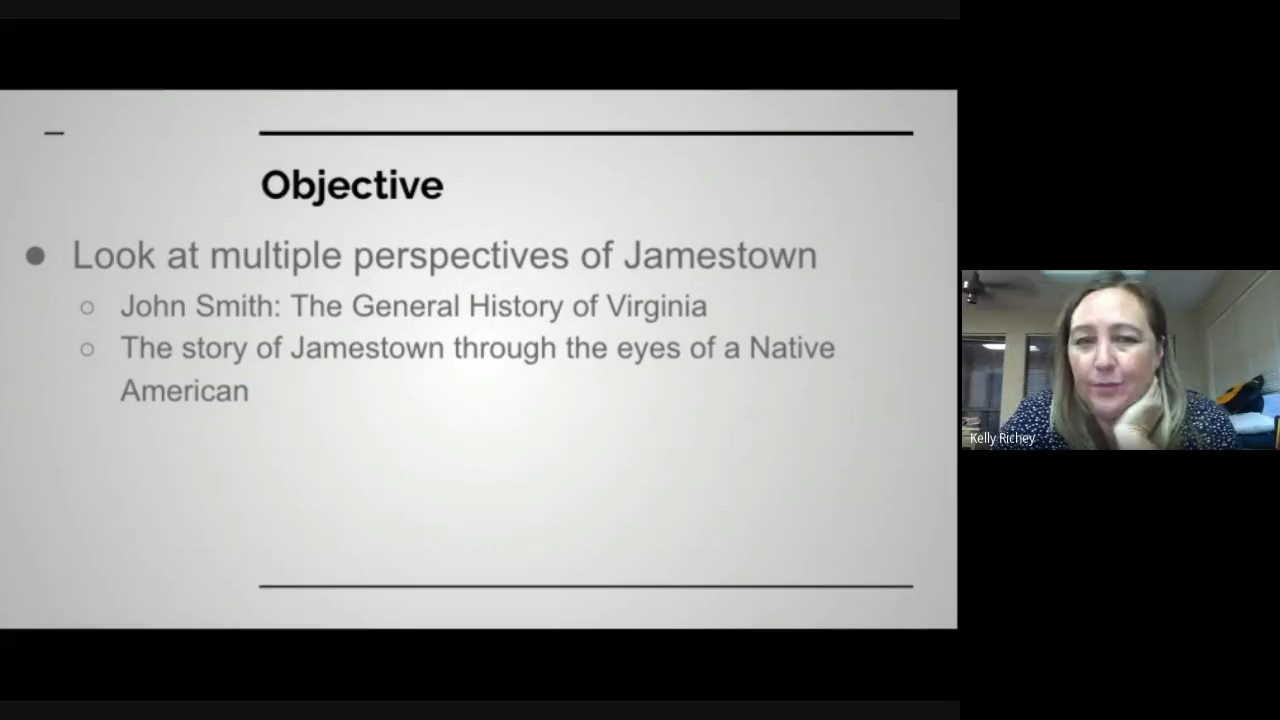 Objective
● Look at multiple perspectives of Jamestown
○ John Smith: The General History of Virginia
○ The story of Jamestown through the eyes of a Native
American
Kelly Richey